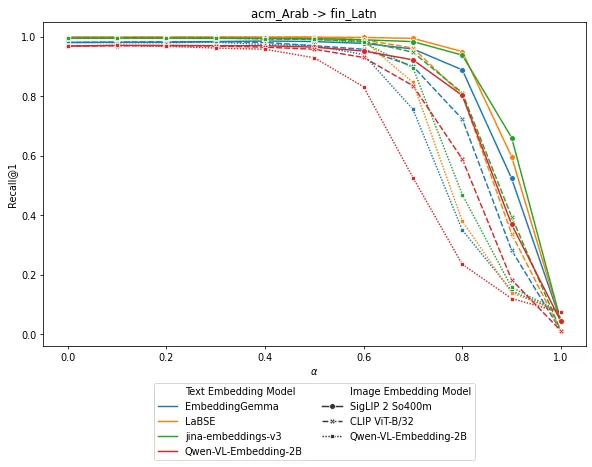 acm_Arab -> fin_Latn
Recall@1
1.0
0.8
0.6
0.4
0.2
0.0
0.0 0.2 0.4 0.6 0.8 1.0
α
Text Embedding Model
EmbeddingGemma
LaBSE
jina-embeddings-v3
Qwen-VL-Embedding-2B
Image Embedding Model
SigLIP 2 So400m
CLIP ViT-B/32
Qwen-VL-Embedding-2B